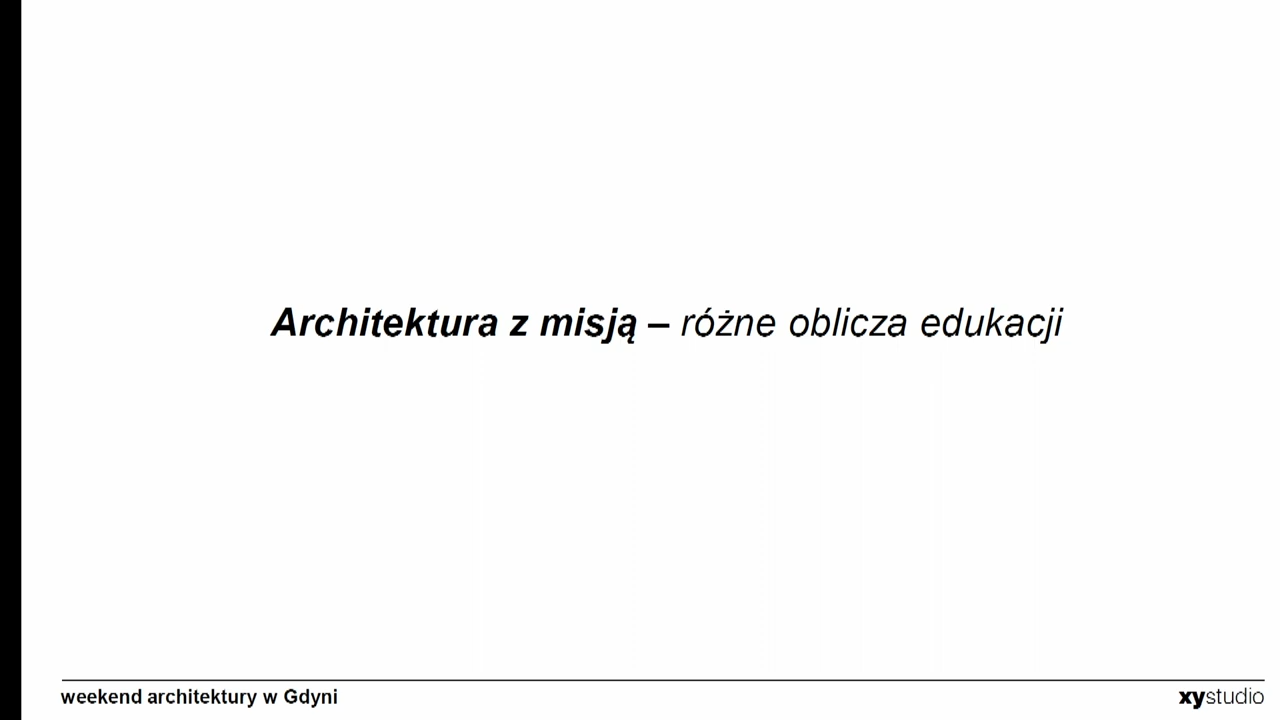 Architektura z misją – różne oblicza edukacji
weekend architektury w Gdyni
xystudio